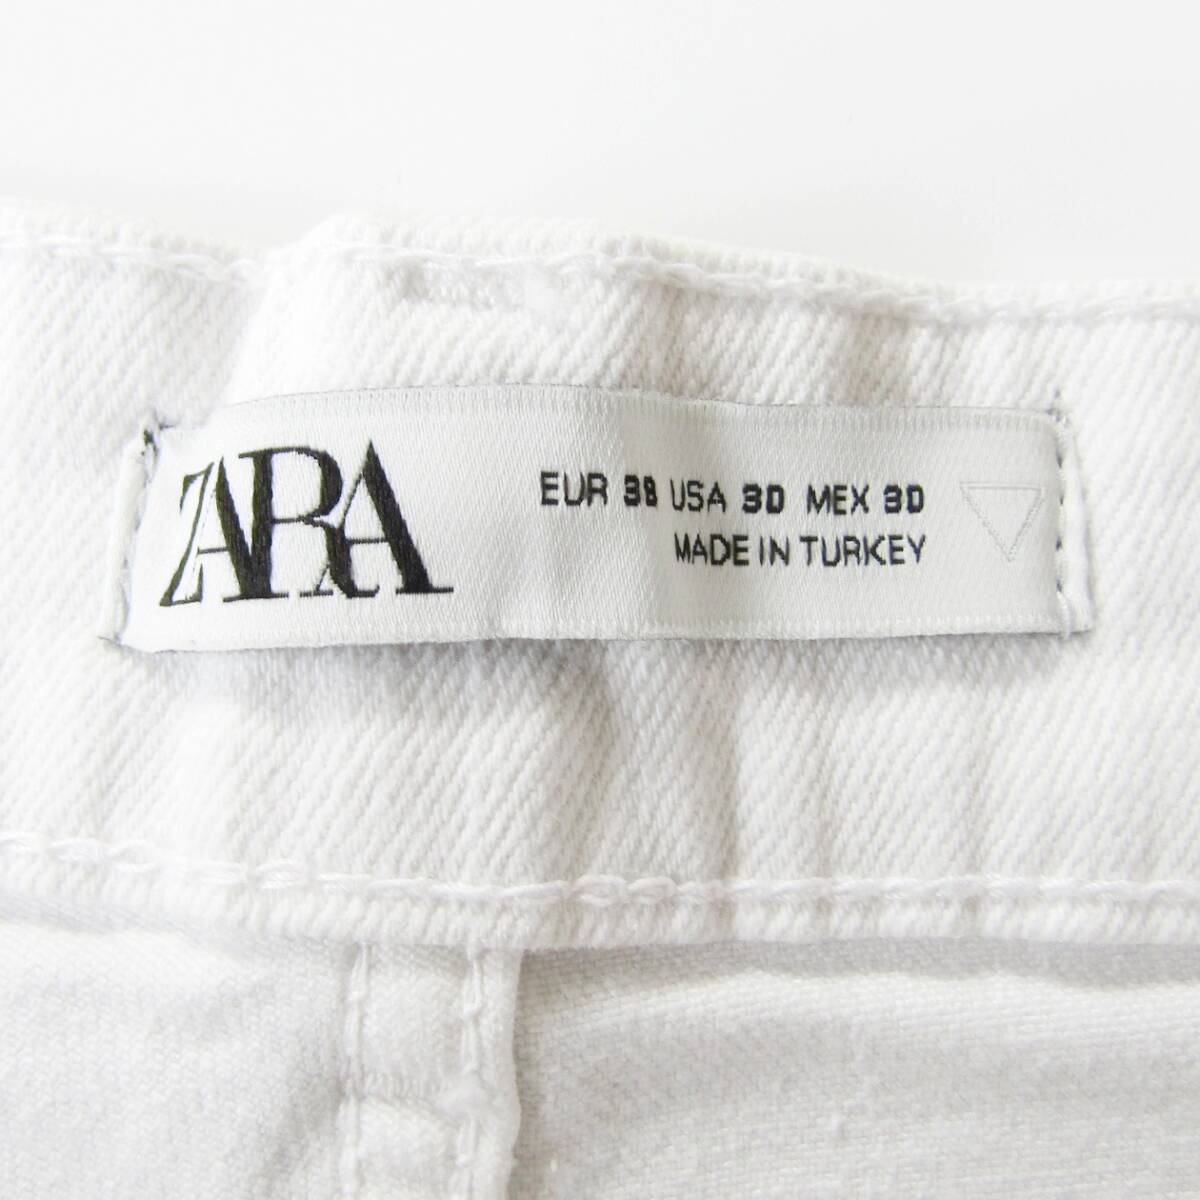 ZARA
EUR 38 USA 30 MEX 30
MADE IN TURKEY